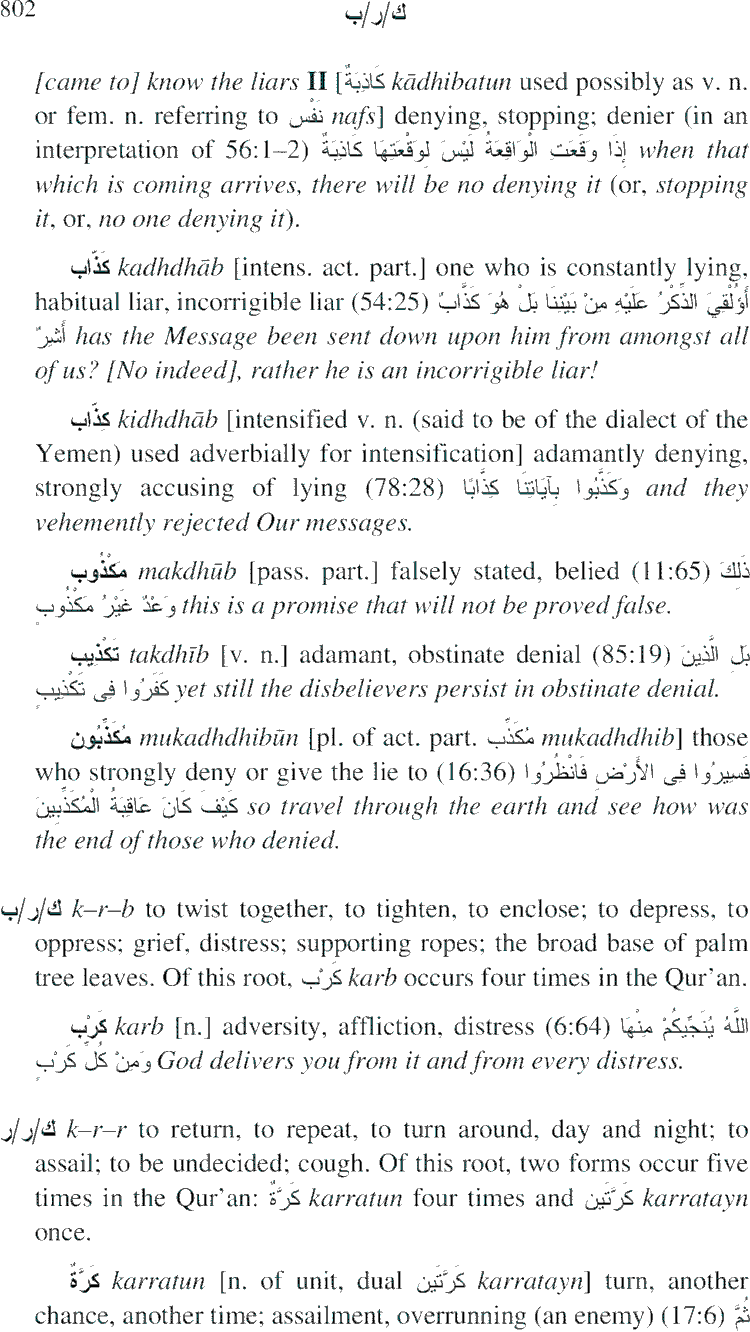 802
ك/ر/ب
[came to] know the liars II [كَاذِبَةٌ kādhibatun used possibly as v. n.
or fem. n. referring to نَفْس nafs] denying, stopping; denier (in an
interpretation of 56:1–2) إِذَا وَقَعَتِ الْوَاقِعَةُ لَيْسَ لِوَقْعَتِهَا كَاذِبَةٌ when that
which is coming arrives, there will be no denying it (or, stopping
it, or, no one denying it).
كَذَّاب kadhdhāb [intens. act. part.] one who is constantly lying,
habitual liar, incorrigible liar (54:25) أَؤُلْقِيَ الذِّكْرُ عَلَيْهِ مِنْ بَيْنِنَا بَلْ هُوَ كَذَّابٌ
أَشِرٌ has the Message been sent down upon him from amongst all
of us? [No indeed], rather he is an incorrigible liar!
كِذَّاب kidhdhāb [intensified v. n. (said to be of the dialect of the
Yemen) used adverbially for intensification] adamantly denying,
strongly accusing of lying (78:28) وَكَذَّبُوا بِآيَاتِنَا كِذَّابًا and they
vehemently rejected Our messages.
مَكْذُوب makdhūb [pass. part.] falsely stated, belied (11:65) ذَلِكَ
وَعْدٌ غَيْرُ مَكْذُوبٍ this is a promise that will not be proved false.
تَكْذِيب takdhīb [v. n.] adamant, obstinate denial (85:19) بَلِ الَّذِينَ
كَفَرُوا فِى تَكْذِيبٍ yet still the disbelievers persist in obstinate denial.
مُكَذِّبُون mukadhdhibūn [pl. of act. part. مُكَذِّب mukadhdhib] those
who strongly deny or give the lie to (16:36) فَسِيرُوا فِى الأَرْضِ فَانْظُرُوا
كَيْفَ كَانَ عَاقِبَةُ الْمُكَذِّبِينَ so travel through the earth and see how was
the end of those who denied.
ك/ر/ب k–r–b to twist together, to tighten, to enclose; to depress, to
oppress; grief, distress; supporting ropes; the broad base of palm
tree leaves. Of this root, كَرْب karb occurs four times in the Qur’an.
كَرْب karb [n.] adversity, affliction, distress (6:64) اللَّهُ يُنَجِّيكُمْ مِنْهَا
وَمِنْ كُلِّ كَرْبٍ God delivers you from it and from every distress.
ك/ر/ر k–r–r to return, to repeat, to turn around, day and night; to
assail; to be undecided; cough. Of this root, two forms occur five
times in the Qur’an: كَرَّةٌ karratun four times and كَرَّتَين karratayn
once.
كَرَّةٌ karratun [n. of unit, dual كَرَّتَين karratayn] turn, another
chance, another time; assailment, overrunning (an enemy) (17:6) ثُمَّ